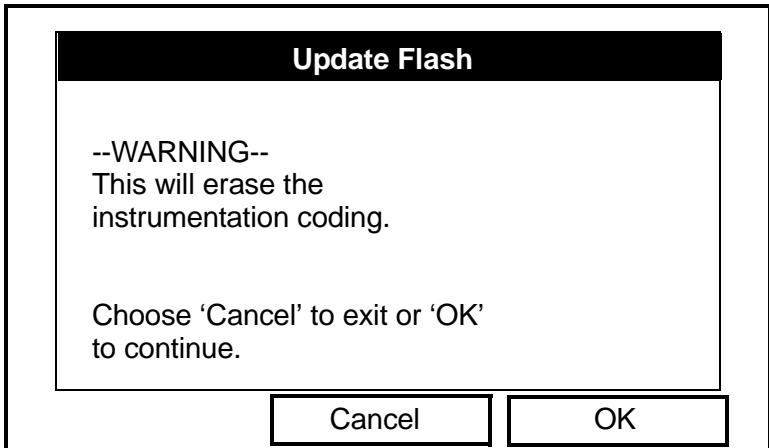 Update Flash
--WARNING--
This will erase the
instrumentation coding.
Choose ‘Cancel’ to exit or ‘OK’
to continue.
Cancel
OK